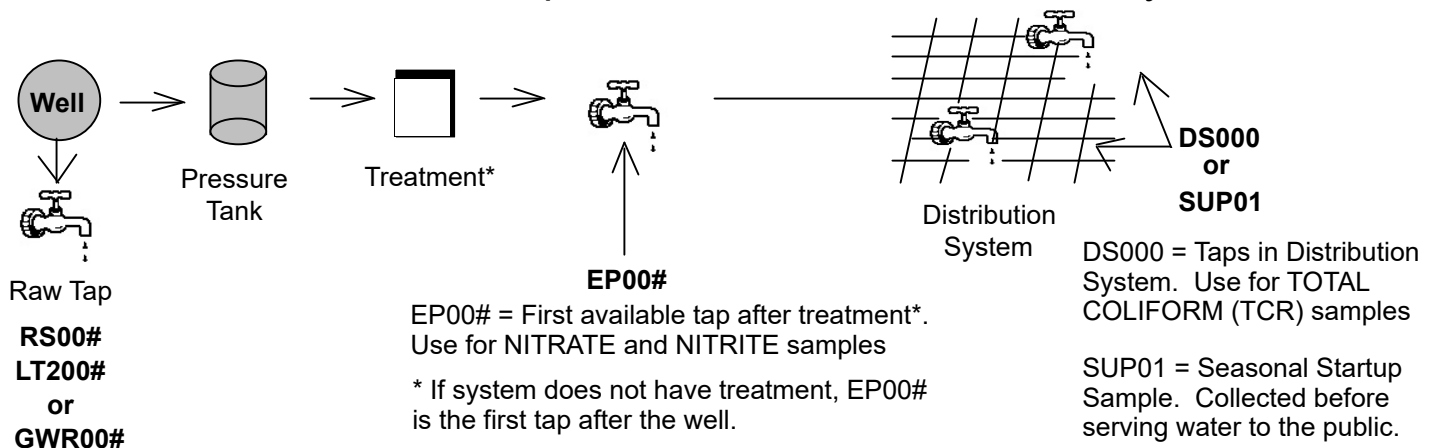 Well
Pressure
Tank
Treatment*
Raw Tap
RS00#
LT200#
or
GWR00#
EP00#
EP00# = First available tap after treatment*.
Use for NITRATE and NITRITE samples
* If system does not have treatment, EP00#
is the first tap after the well.
Distribution
System
DS000
or
SUP01
DS000 = Taps in Distribution
System. Use for TOTAL
COLIFORM (TCR) samples
SUP01 = Seasonal Startup
Sample. Collected before
serving water to the public.